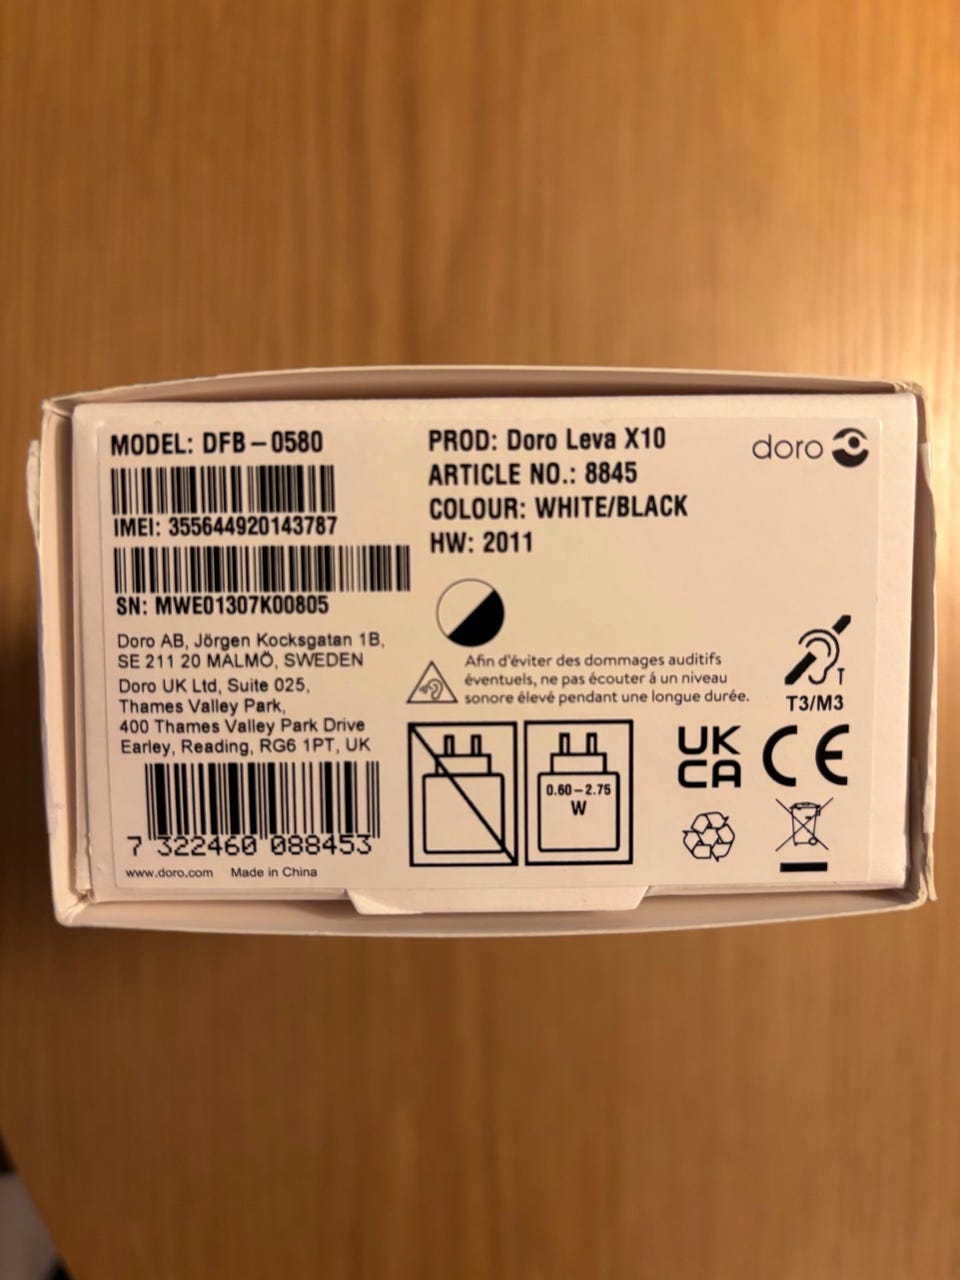 MODEL: DFB-0580
IMEI: 355644920143787
SN: MWE01307K00805
Doro AB, Jörgen Kocksgatan 1B,
SE 211 20 MALMÖ, SWEDEN
Doro UK Ltd, Suite 025,
Thames Valley Park,
400 Thames Valley Park Drive
Earley, Reading, RG6 1PT, UK
7 322460 088453
www.doro.com Made in China
PROD: Doro Leva X10
ARTICLE NO.: 8845
COLOUR: WHITE/BLACK
HW: 2011
doro
Afin d'éviter des dommages auditifs
éventuels, ne pas écouter à un niveau
sonore élevé pendant une longue durée.
T
T3/M3
0.60-2.75
W
UK
CA
CE